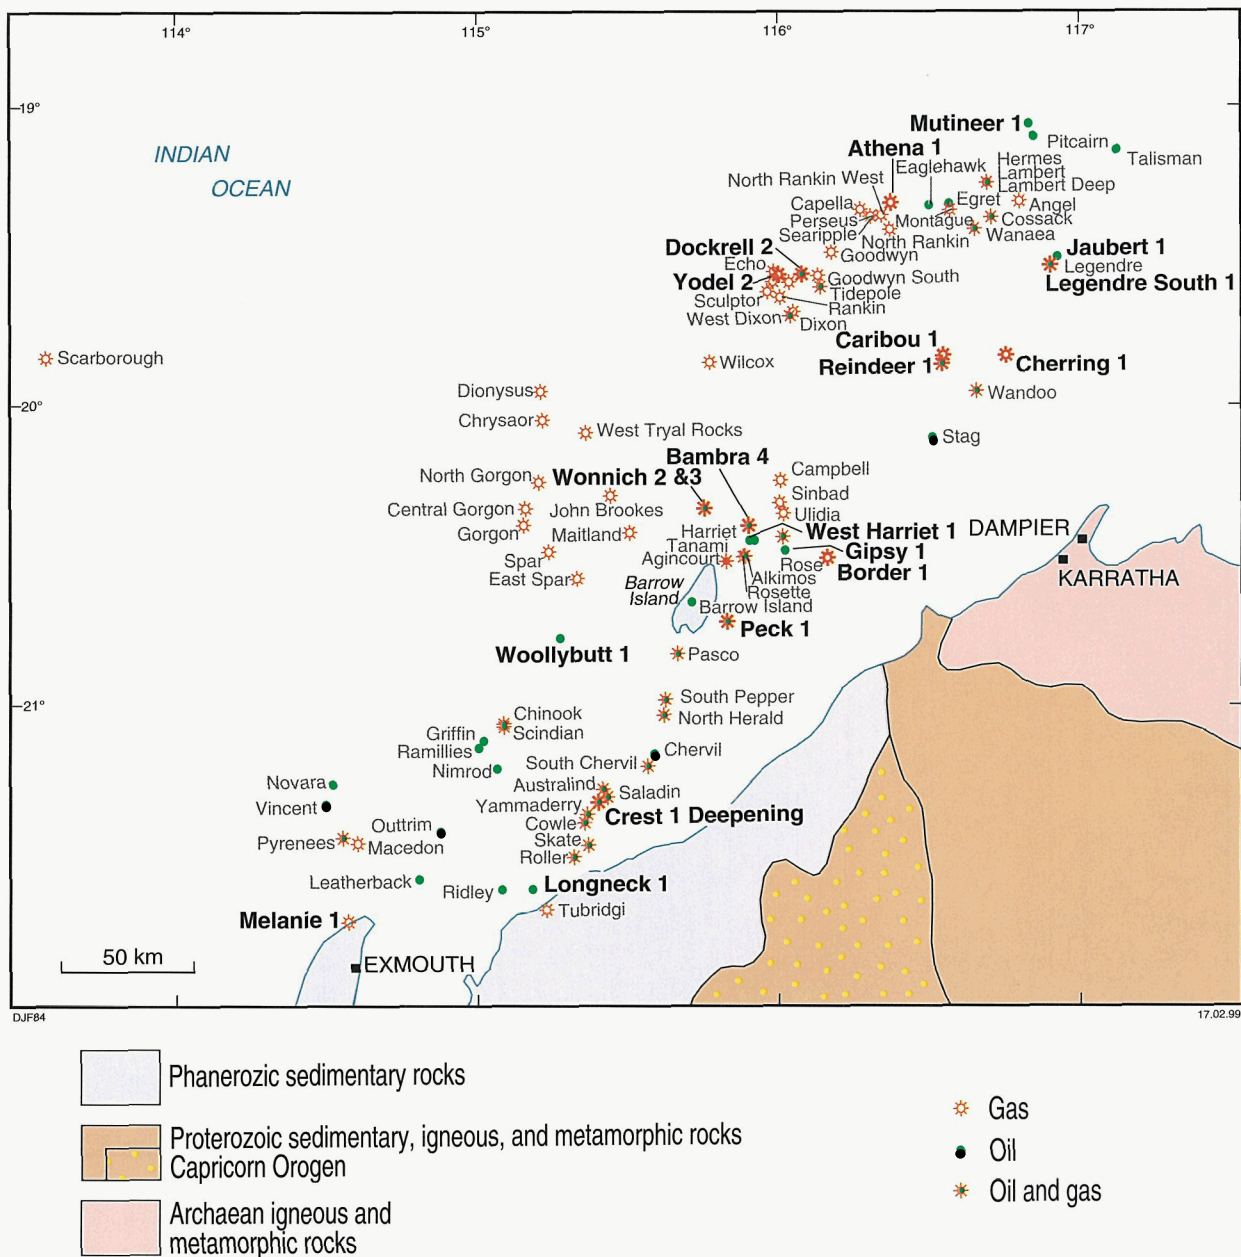 114°
115°
116°
117°
19°
INDIAN
OCEAN
Mutineer 1
Pitcairn
Talisman
Athena 1
Eaglehawk
Hermes
Lambert
Lambert Deep
North Rankin West
Capella
Egret
Angel
Perseus
Montague
Cossack
Searipple
North Rankin
Wanaea
Dockrell 2
Goodwyn
Jaubert 1
Echo
Legendre
Yodel 2
Goodwyn South
Legendre South 1
Sculptor
Tidepole
Rankin
West Dixon
Dixon
Caribou 1
Scarborough
Wilcox
Reindeer 1
Cherring 1
Dionysus
Wandoo
20°
Chrysaor
West Tryal Rocks
Stag
Bambra 4
North Gorgon
Wonnich 2 &3
Campbell
Sinbad
Central Gorgon
John Brookes
Ulidia
Gorgon
Maitland
Harriet
West Harriet 1
DAMPIER
Tanami
Gipsy 1
Spar
Agincourt
Rose
Border 1
East Spar
Barrow
Island
Alkimos
KARRATHA
Rosette
Barrow Island
Peck 1
Woollybutt 1
Pasco
21°
South Pepper
Chinook
North Herald
Griffin
Scindian
Ramillies
Chervil
Nimrod
South Chervil
Novara
Australind
Saladin
Vincent
Yammaderry
Crest 1 Deepening
Outtrim
Cowle
Pyrenees
Macedon
Skate
Roller
Leatherback
Ridley
Longneck 1
Melanie 1
Tubridgi
50 km
EXMOUTH
DJF84
17.02.99
Phanerozic sedimentary rocks
Proterozoic sedimentary, igneous, and metamorphic rocks
Capricorn Orogen
Archaean igneous and
metamorphic rocks
Gas
Oil
Oil and gas